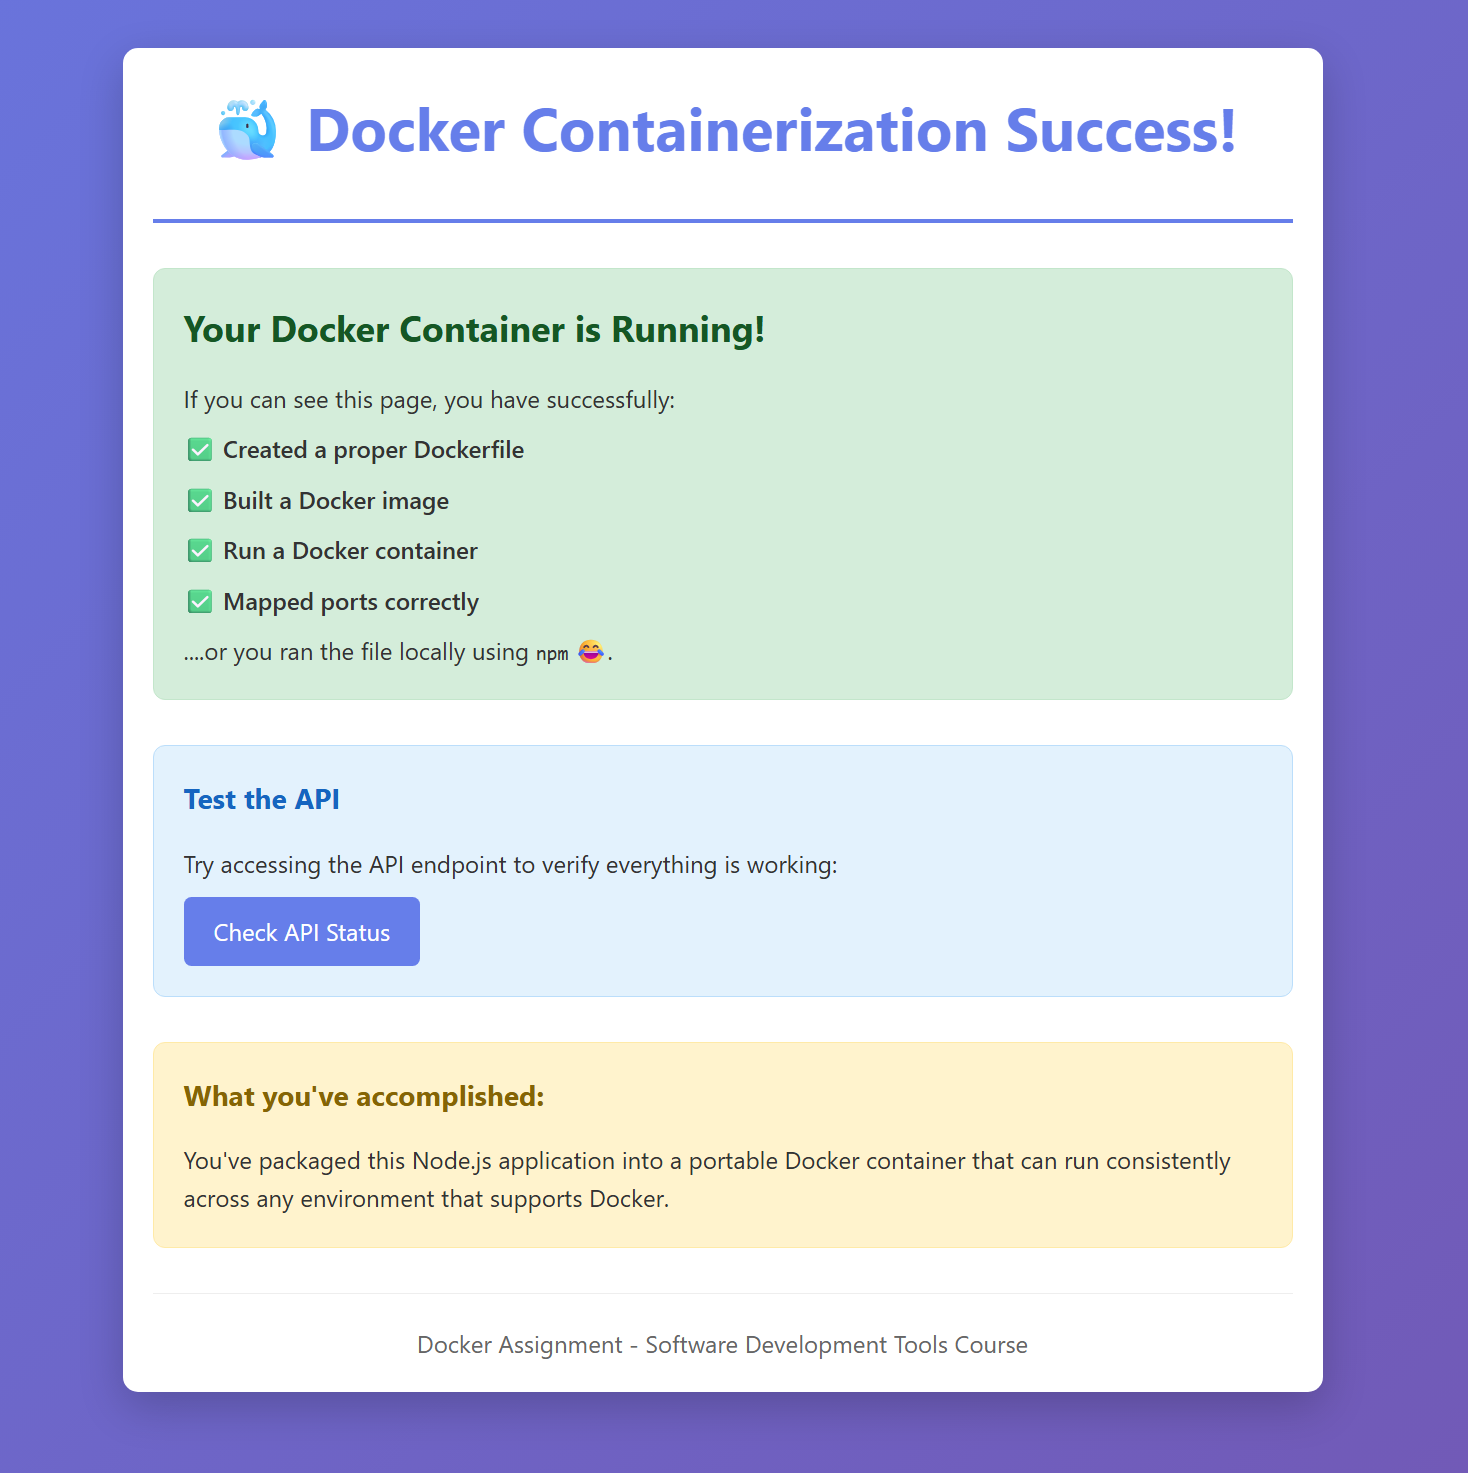 🐳 Docker Containerization Success!
Your Docker Container is Running!
If you can see this page, you have successfully:
✅ Created a proper Dockerfile
✅ Built a Docker image
✅ Run a Docker container
✅ Mapped ports correctly
....or you ran the file locally using npm 😂.
Test the API
Try accessing the API endpoint to verify everything is working:
Check API Status
What you've accomplished:
You've packaged this Node.js application into a portable Docker container that can run consistently
across any environment that supports Docker.
Docker Assignment - Software Development Tools Course